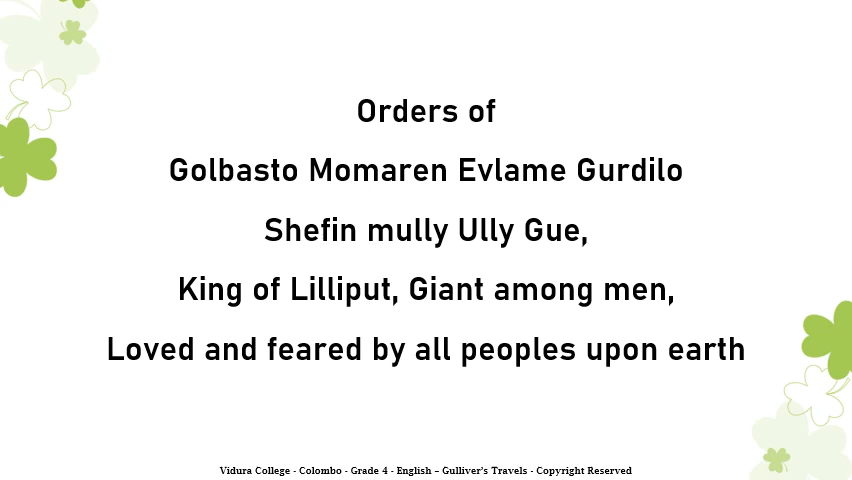 Orders of
Golbasto Momaren Evlame Gurdilo
Shefin mully Ully Gue,
King of Lilliput, Giant among men,
Loved and feared by all peoples upon earth
Vidura College - Colombo - Grade 4 - English – Gulliver's Travels - Copyright Reserved